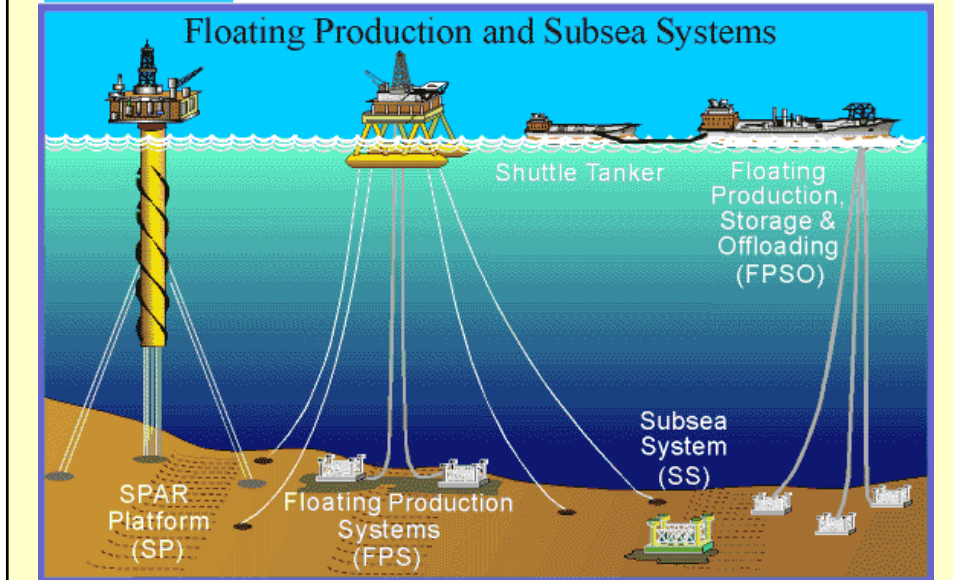 Floating Production and Subsea Systems
Shuttle Tanker
Floating
Production,
Storage &
Offloading
(FPSO)
Subsea
System
(SS)
SPAR
Platform
(SP)
Floating Production
Systems
(FPS)